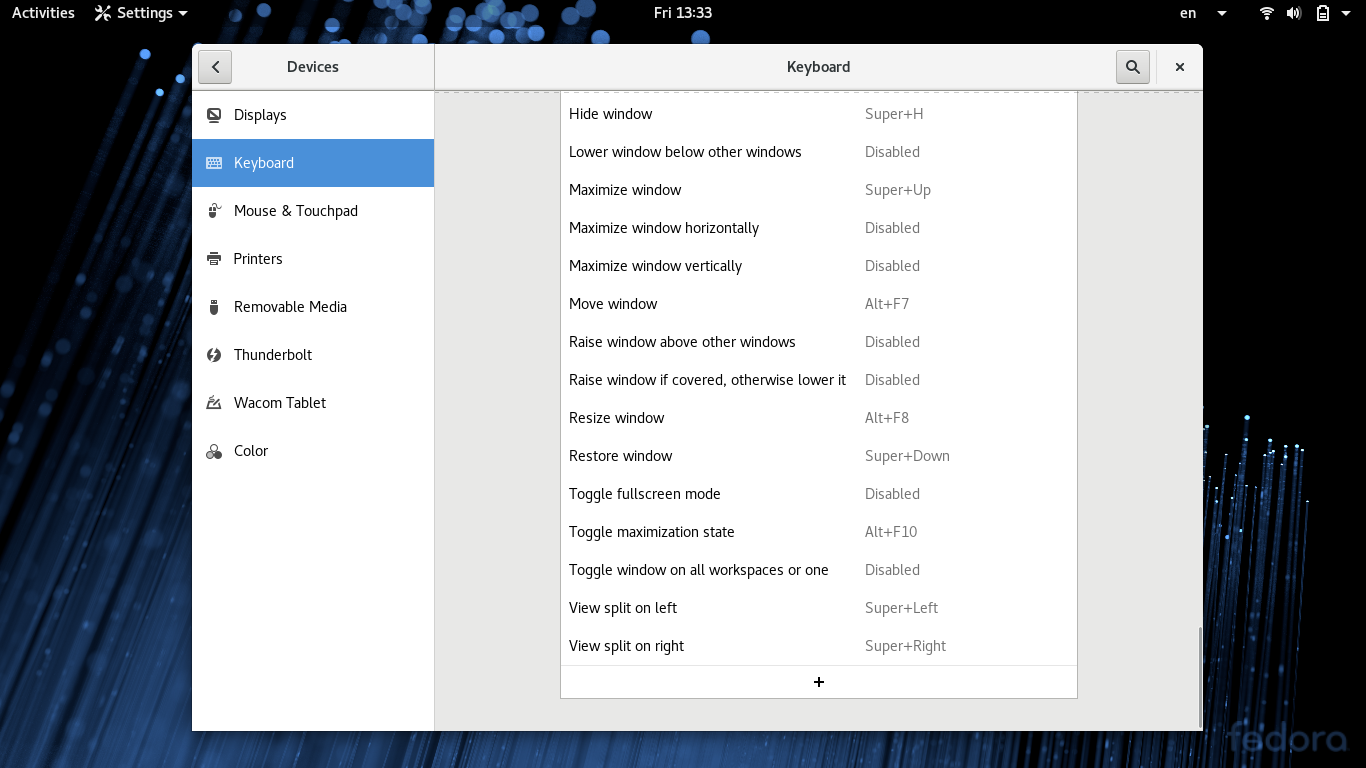 Activities Settings Fri 13:33 en
Devices Keyboard
Displays
Keyboard
Mouse & Touchpad
Printers
Removable Media
Thunderbolt
Wacom Tablet
Color
Hide window Super+H
Lower window below other windows Disabled
Maximize window Super+Up
Maximize window horizontally Disabled
Maximize window vertically Disabled
Move window Alt+F7
Raise window above other windows Disabled
Raise window if covered, otherwise lower it Disabled
Resize window Alt+F8
Restore window Super+Down
Toggle fullscreen mode Disabled
Toggle maximization state Alt+F10
Toggle window on all workspaces or one Disabled
View split on left Super+Left
View split on right Super+Right
+
fedora